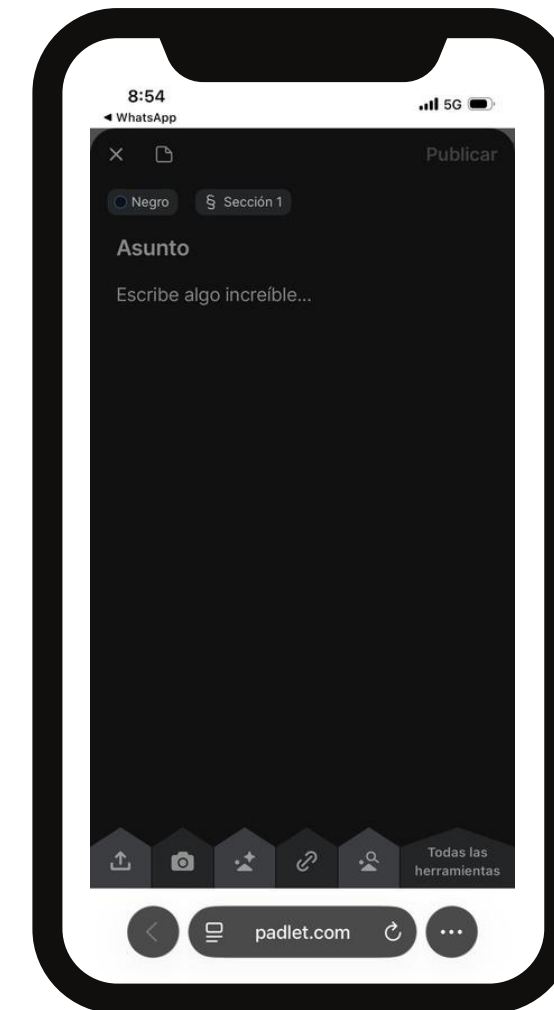 8:54
5G
◄ WhatsApp
Publicar
Negro
§ Sección 1
Asunto
Escribe algo increíble...
Todas las
herramientas
padlet.com